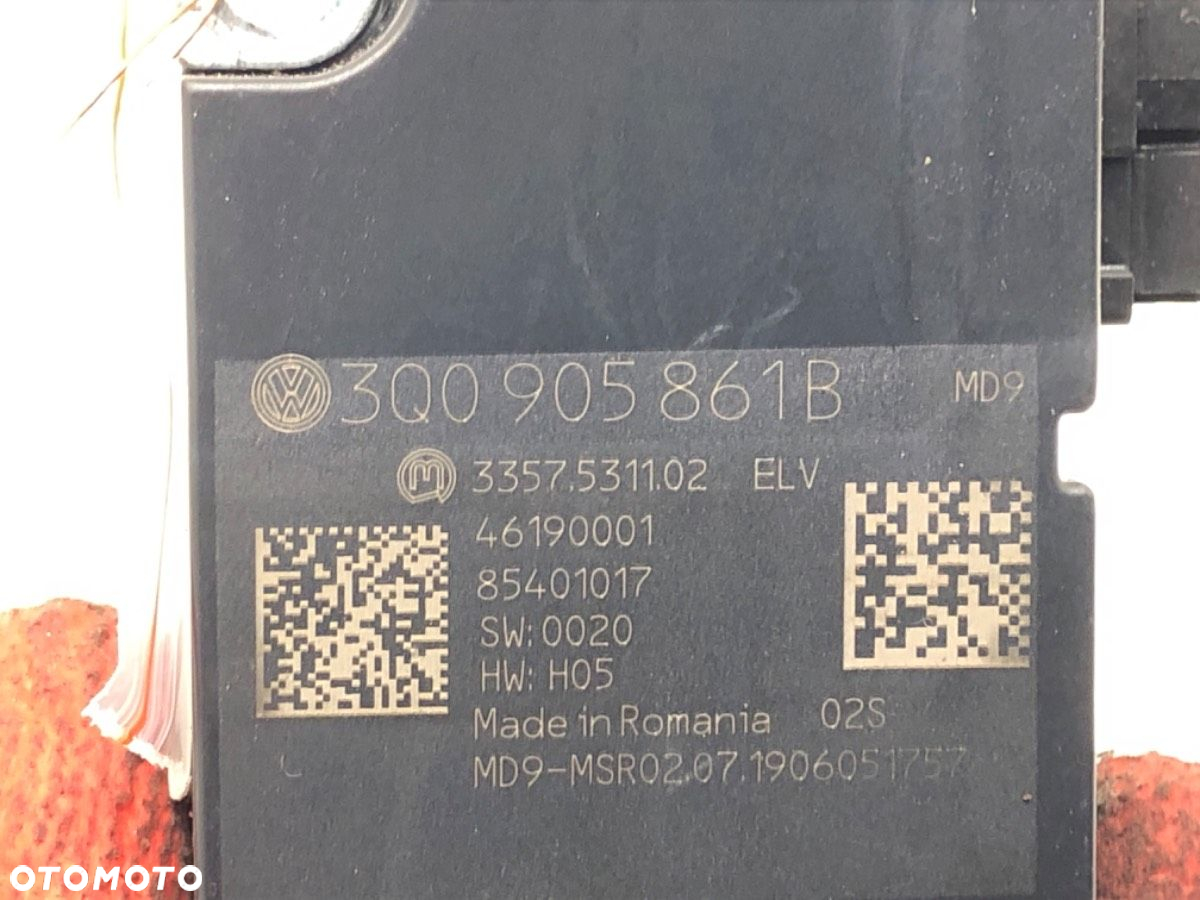 3Q0 905 861B MD9
3357.5311.02 ELV
46190001
85401017
SW: 0020
HW: H05
Made in Romania 02S
MD9-MSR02.07.1906051757
OTOMOTO